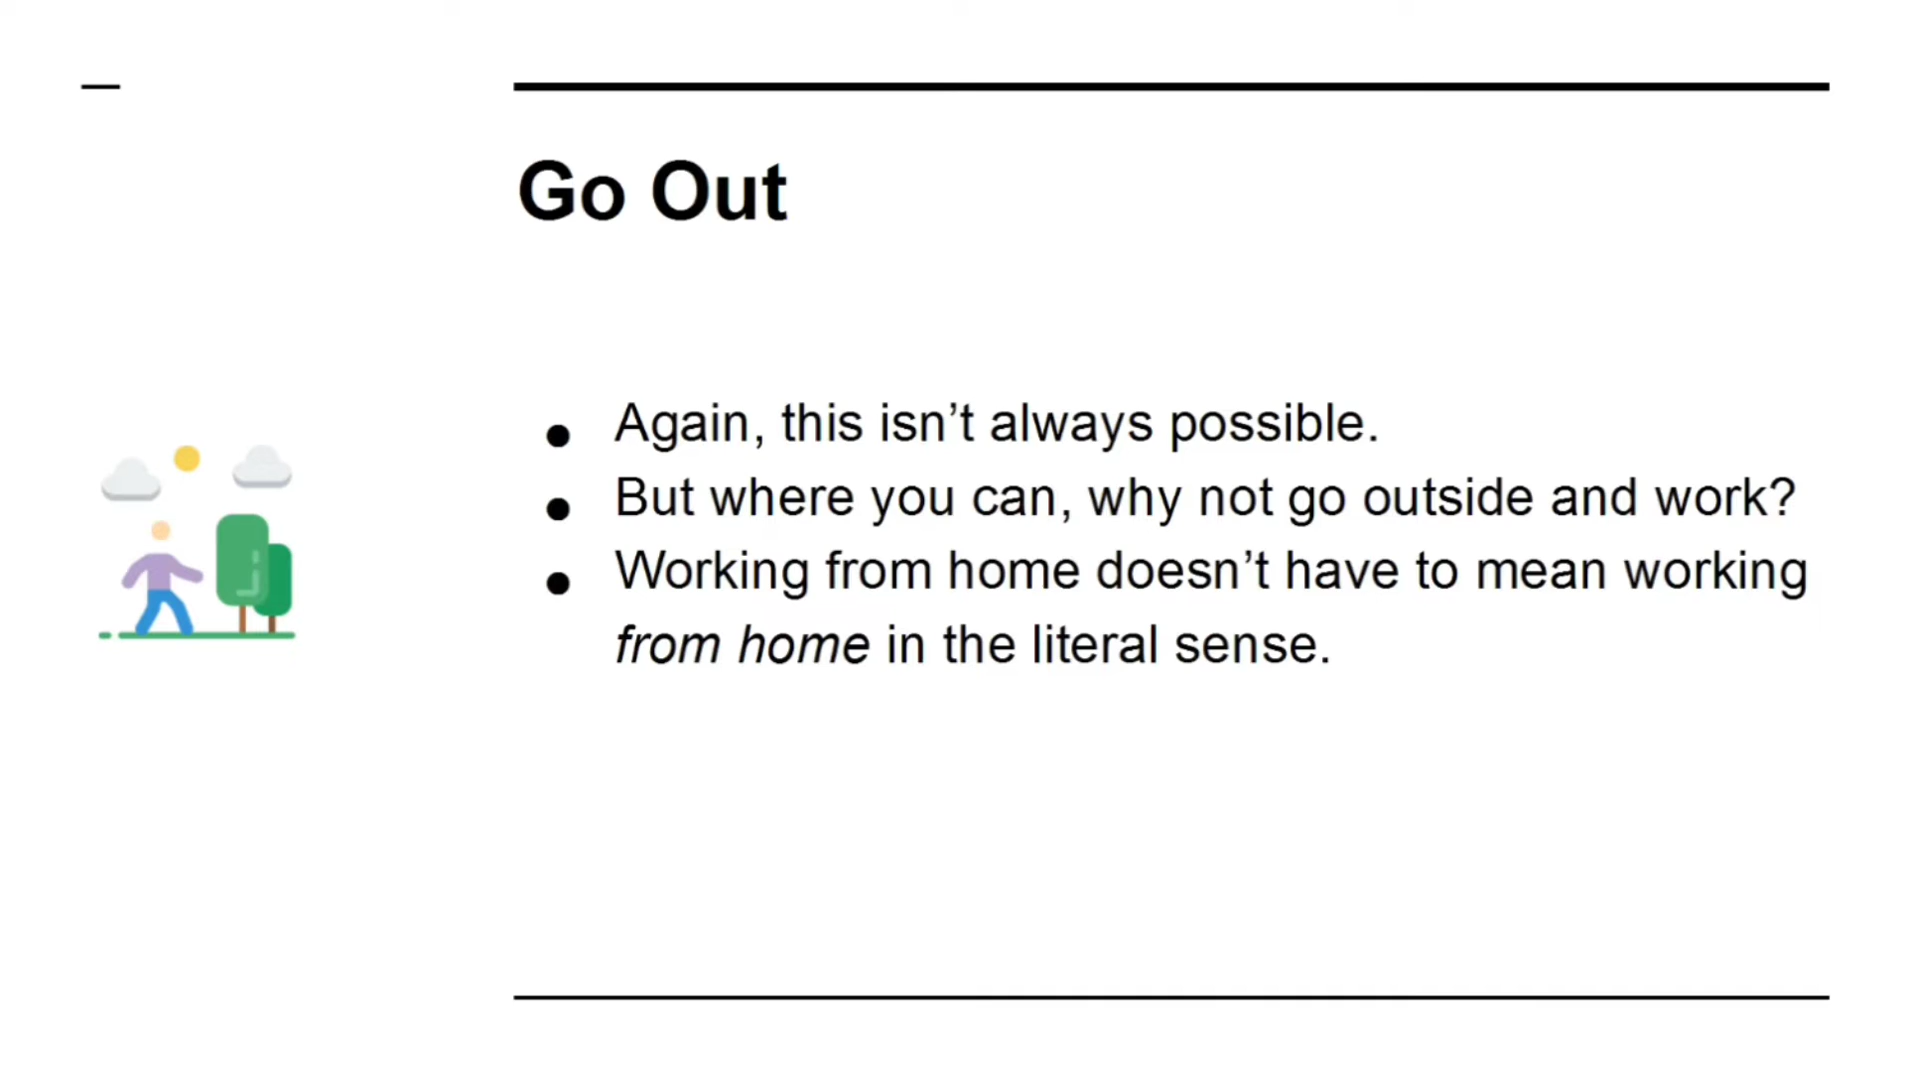 Go Out
● Again, this isn’t always possible.
● But where you can, why not go outside and work?
● Working from home doesn’t have to mean working
from home in the literal sense.